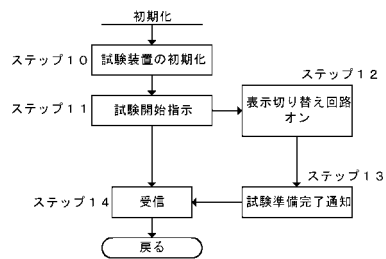 初期化
ステップ10
試験装置の初期化
ステップ11
試験開始指示
ステップ12
表示切り替え回路
オン
ステップ13
試験準備完了通知
ステップ14
受信
戻る